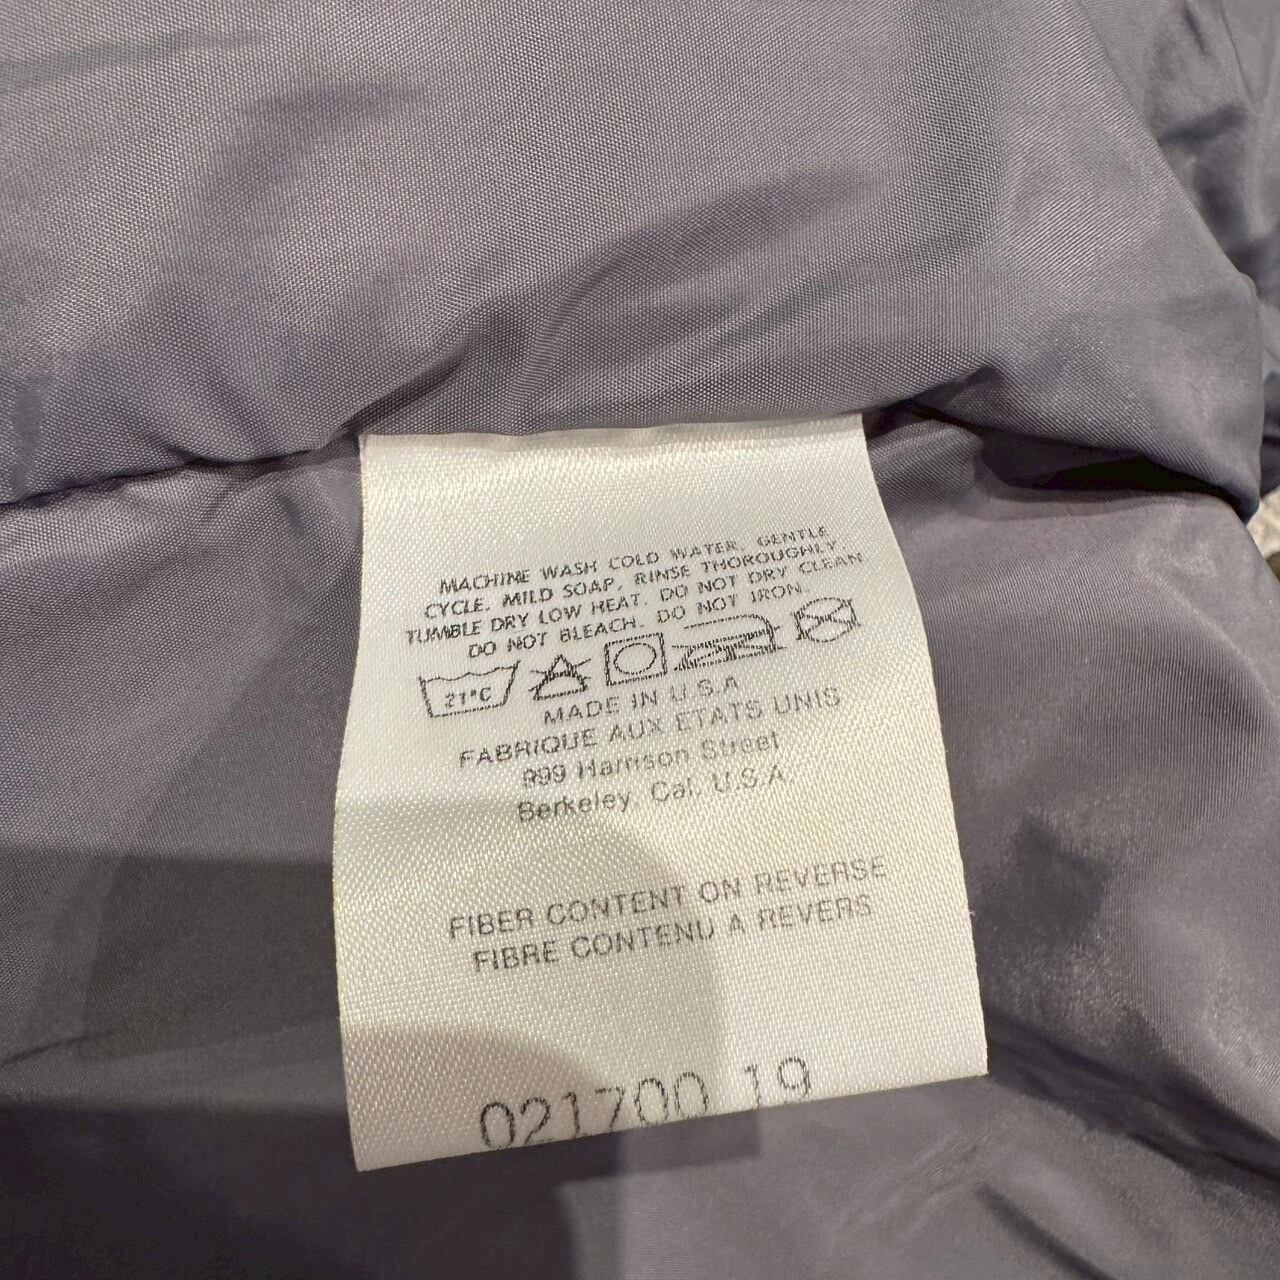 MACHINE WASH COLD WATER, GENTLE
CYCLE. MILD SOAP, RINSE THOROUGHLY
TUMBLE DRY LOW HEAT. DO NOT DRY CLEAN
DO NOT BLEACH. DO NOT IRON.
21°C
MADE IN U.S.A
FABRIQUE AUX ETATS UNIS
999 Harrison Street
Berkeley, Cal. U.S.A.
FIBER CONTENT ON REVERSE
FIBRE CONTENU A REVERS
021700 19